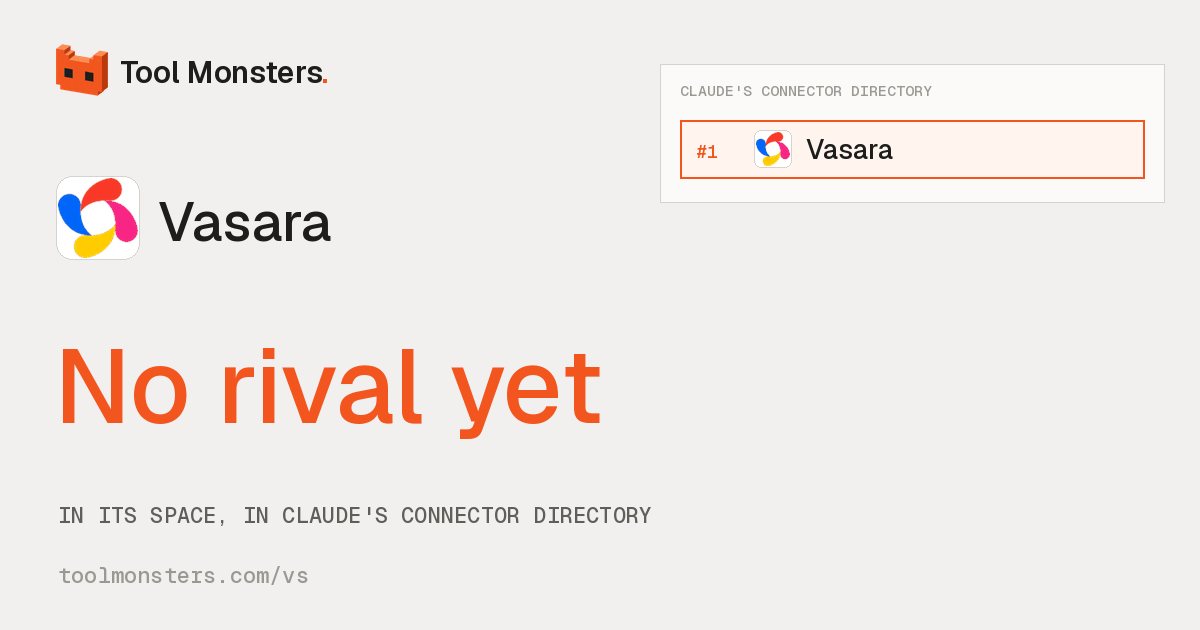 Tool Monsters.
CLAUDE'S CONNECTOR DIRECTORY
#1 Vasara
Vasara
No rival yet
IN ITS SPACE, IN CLAUDE'S CONNECTOR DIRECTORY
toolmonsters.com/vs